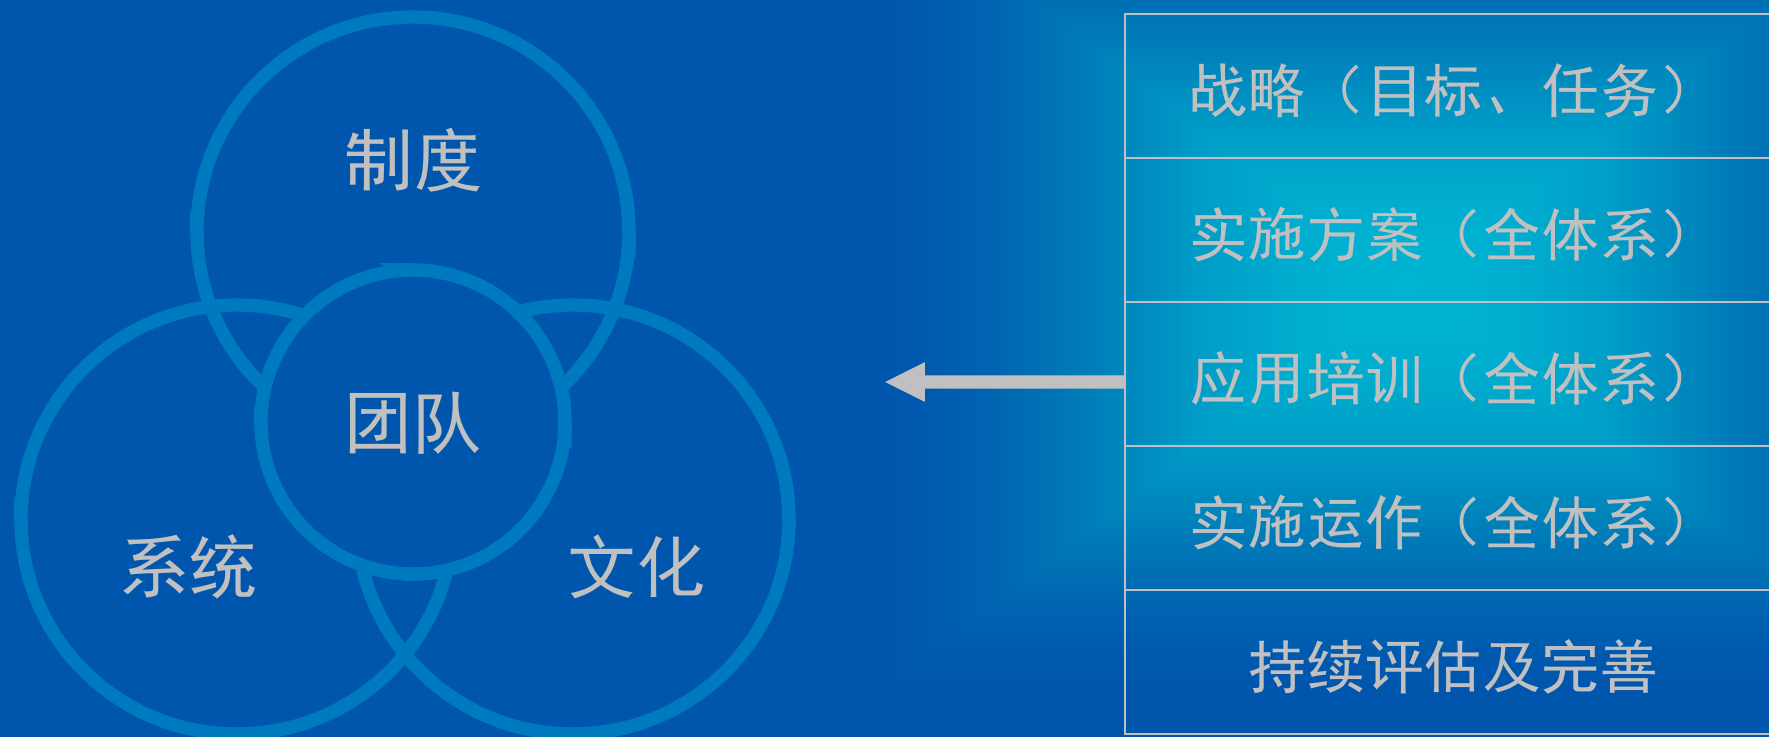 制度
团队
系统
文化
战略（目标、任务）
实施方案（全体系）
应用培训（全体系）
实施运作（全体系）
持续评估及完善